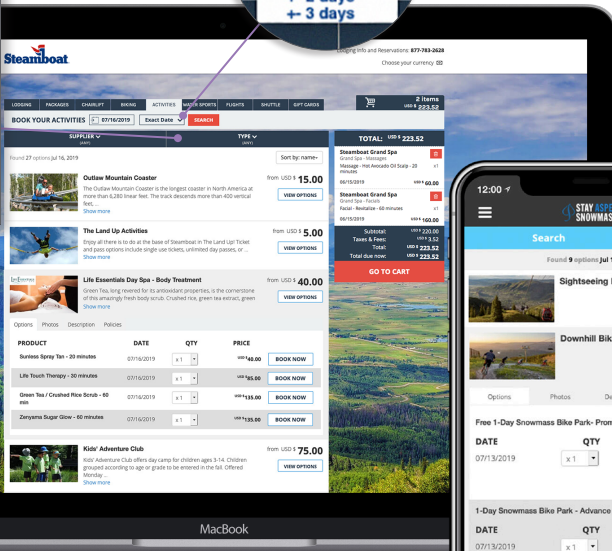 +- 3 days
Steamboat
Lodging Info and Reservations: 877-783-2628
Choose your currency
LODGING PACKAGES CHAIRLIFT BIKING ACTIVITIES WATER SPORTS FLIGHTS SHUTTLE GIFT CARDS
2 items
USD $ 223.52
BOOK YOUR ACTIVITIES 07/16/2019 Exact Date SEARCH
SUPPLIER
(ANY)
TYPE
(ANY)
Found 27 options Jul 16, 2019
Sort by: name
Outlaw Mountain Coaster
from USD $ 15.00
The Outlaw Mountain Coaster is the longest coaster in North America at
more than 6,280 linear feet. The track descends more than 400 vertical
feet, ...
Show more
VIEW OPTIONS
The Land Up Activities
from USD $ 5.00
Enjoy all there is to do at the base of Steamboat in The Land Up! Ticket
and pass options include single use tickets, unlimited day passes, or ...
Show more
VIEW OPTIONS
Life Essentials Day Spa - Body Treatment
from USD $ 40.00
Green Tea, long revered for its antioxidant properties, is the cornerstone
of this amazingly fresh body scrub. Crushed rice, green tea extract, green
Show more
VIEW OPTIONS
Options Photos Description Policies
PRODUCT DATE QTY PRICE
Sunless Spray Tan - 20 minutes 07/16/2019 x 1 USD $40.00 BOOK NOW
Life Touch Therapy - 30 minutes 07/16/2019 x 1 USD $85.00 BOOK NOW
Green Tea / Crushed Rice Scrub - 60
min 07/16/2019 x 1 USD $135.00 BOOK NOW
Zenyama Sugar Glow - 60 minutes 07/16/2019 x 1 USD $135.00 BOOK NOW
Kids' Adventure Club
from USD $ 75.00
Kids' Adventure Club offers day camp for children ages 3-14. Children
grouped according to age or grade to be entered in the fall. Offered
Monday ...
Show more
VIEW OPTIONS
TOTAL: USD $ 223.52
Steamboat Grand Spa
Grand Spa - Massages
Massage - Hot Avocado Oil Scalp - 20
minutes x1
06/15/2019 USD $ 60.00
Steamboat Grand Spa
Grand Spa - Facials
Facial - Revitalize - 60 minutes x1
06/15/2019 USD $ 160.00
Subtotal: USD $ 220.00
Taxes & Fees: USD $ 3.52
Total: USD $ 223.52
Total due now: USD $ 223.52
GO TO CART
MacBook
12:00
STAY ASPE
SNOWMASS
Search
Found 9 options Jul 1
Sightseeing
Downhill Bik
Options Photos De
Free 1-Day Snowmass Bike Park- Prom
DATE QTY
07/13/2019 x 1
1-Day Snowmass Bike Park - Advance
DATE QTY
07/13/2019 x 1